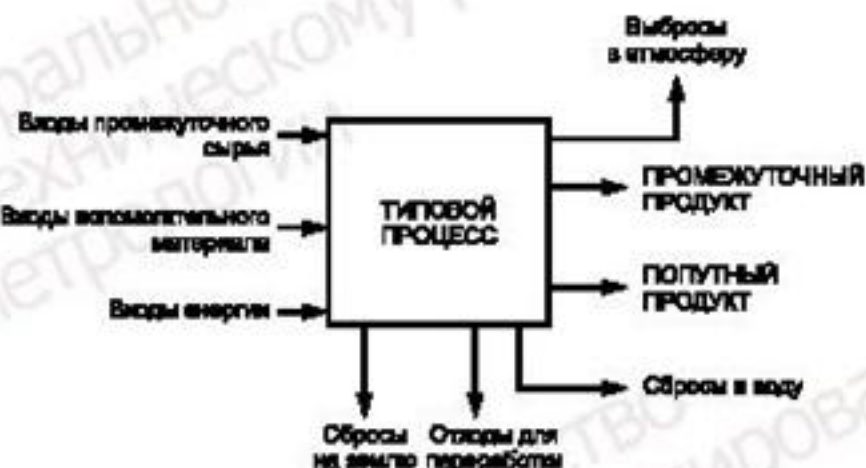 Выбросы
в атмосферу
Входы промежуточного
сырья
ПРОМЕЖУТОЧНЫЙ
ПРОДУКТ
ТИПОВОЙ
ПРОЦЕСС
Входы вспомогательного
материала
ПОПУТНЫЙ
ПРОДУКТ
Входы энергии
Сбросы в воду
Сбросы
на землю
Отходы для
переработки